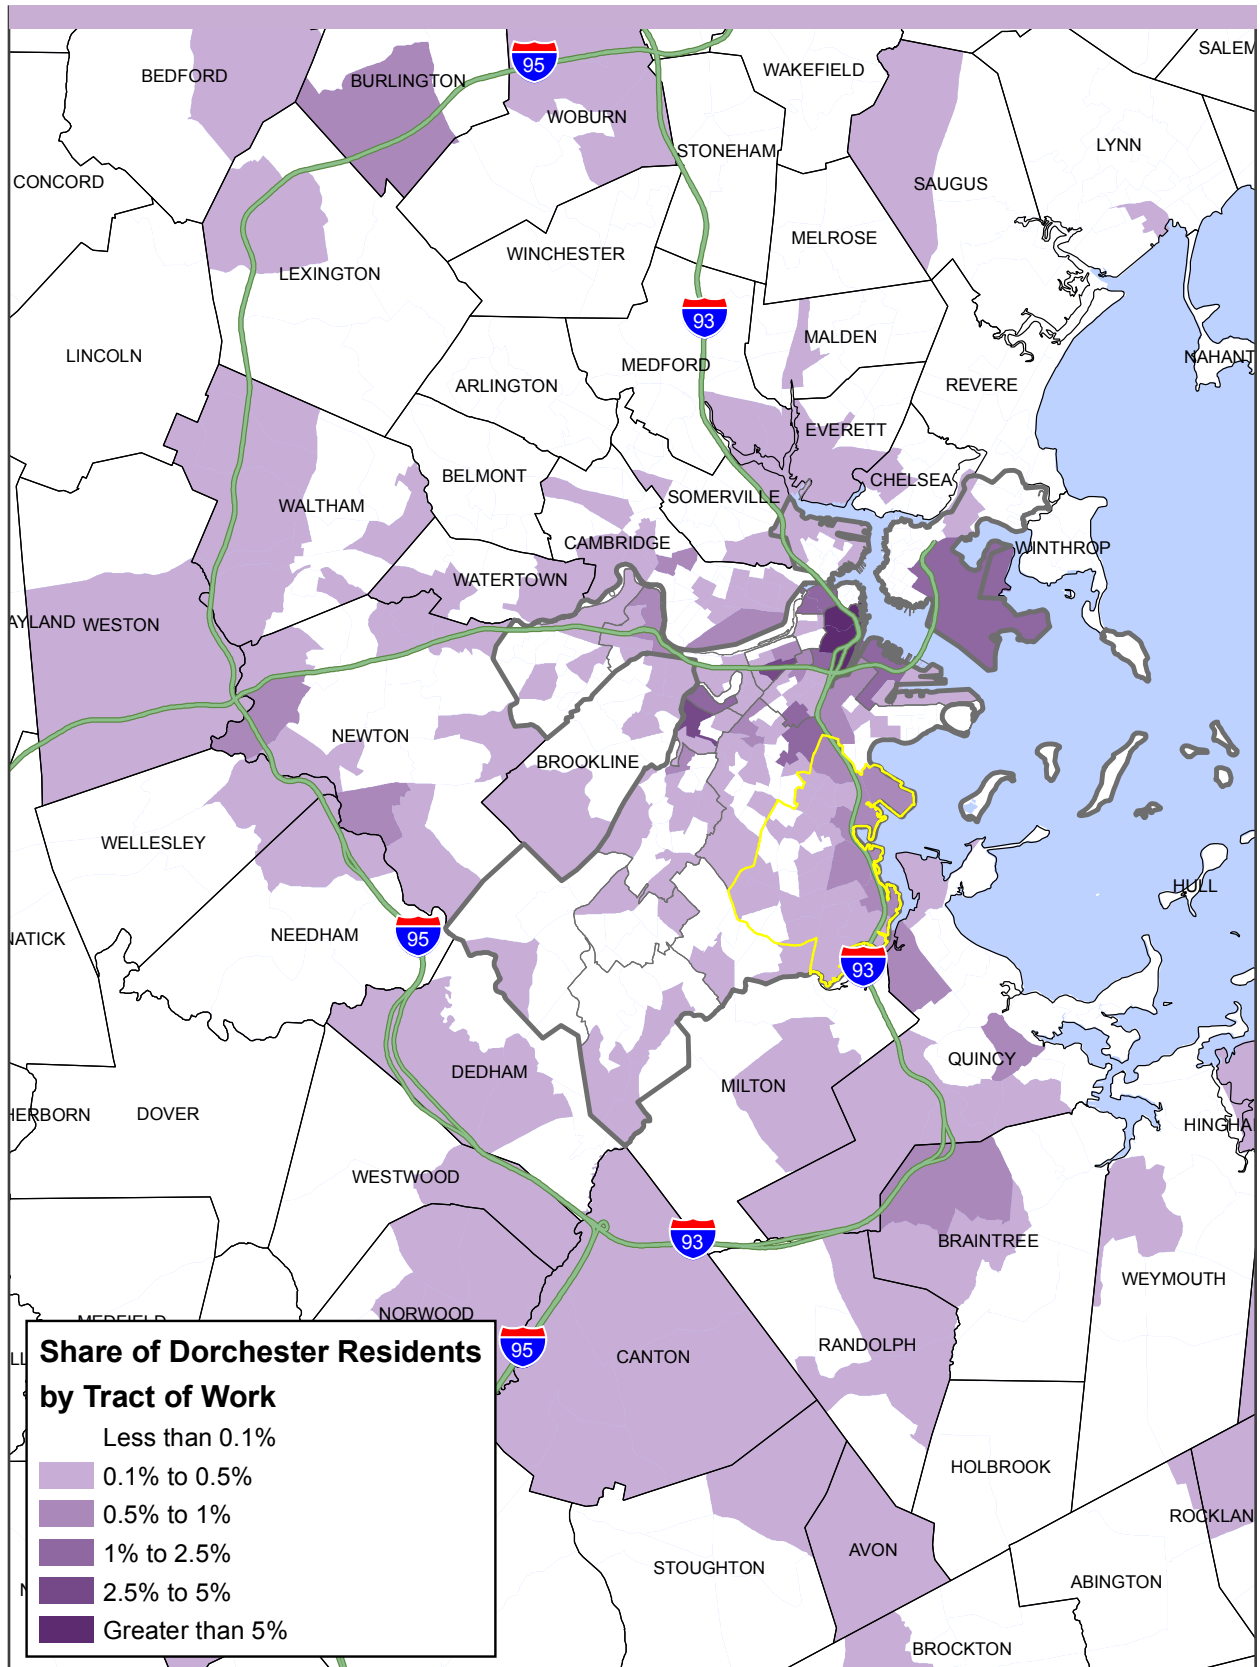 SALEM
95
WAKEFIELD
BEDFORD
BURLINGTON
WOBURN
LYNN
STONEHAM
CONCORD
SAUGUS
MELROSE
WINCHESTER
LEXINGTON
93
MALDEN
LINCOLN
NAHANT
MEDFORD
ARLINGTON
REVERE
EVERETT
BELMONT
CHELSEA
SOMERVILLE
WALTHAM
CAMBRIDGE
WINTHROP
WATERTOWN
AYLAND
WESTON
NEWTON
BROOKLINE
WELLESLEY
HULL
NEEDHAM
NATICK
95
93
QUINCY
DEDHAM
MILTON
HERBORN
DOVER
HINGHA
WESTWOOD
93
BRAINTREE
WEYMOUTH
NORWOOD
MEDFIELD
RANDOLPH
95
CANTON
Share of Dorchester Residents
by Tract of Work
Less than 0.1%
0.1% to 0.5%
0.5% to 1%
1% to 2.5%
2.5% to 5%
Greater than 5%
HOLBROOK
ROCKLAN
AVON
STOUGHTON
ABINGTON
BROCKTON